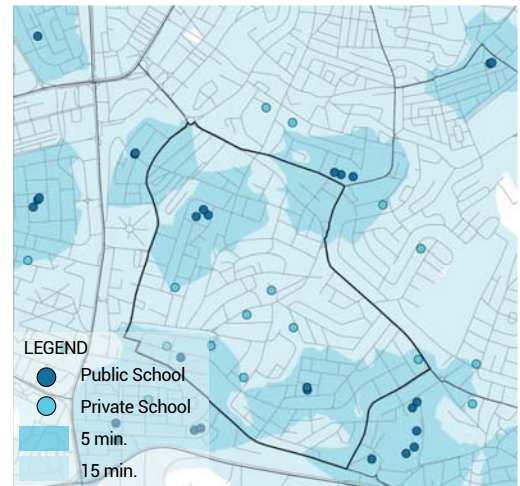 LEGEND
Public School
Private School
5 min.
15 min.